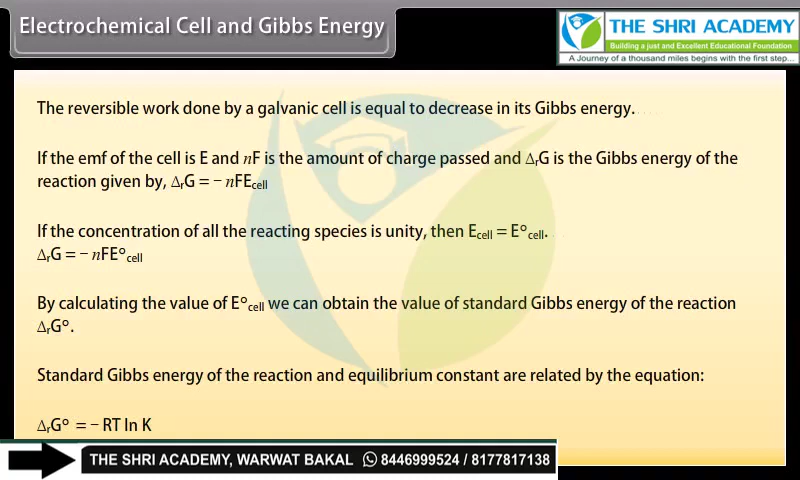 Electrochemical Cell and Gibbs Energy
THE SHRI ACADEMY
Building a just and Excellent Educational Foundation
A Journey of a thousand miles begins with the first step...
The reversible work done by a galvanic cell is equal to decrease in its Gibbs energy.
If the emf of the cell is E and nF is the amount of charge passed and ΔrG is the Gibbs energy of the
reaction given by, ΔrG = − nFEcell
If the concentration of all the reacting species is unity, then Ecell = E°cell.
ΔrG = − nFE°cell
By calculating the value of E°cell we can obtain the value of standard Gibbs energy of the reaction
ΔrG°.
Standard Gibbs energy of the reaction and equilibrium constant are related by the equation:
ΔrG° = − RT ln K
THE SHRI ACADEMY, WARWAT BAKAL 8446999524 / 8177817138